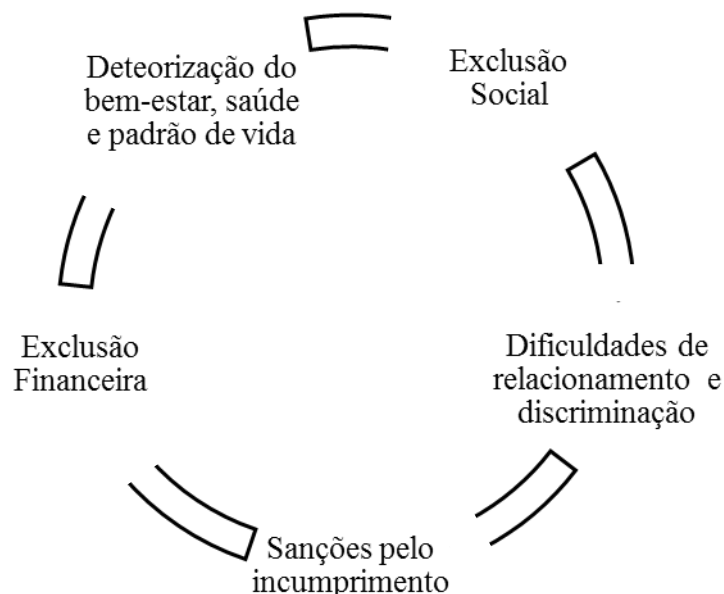 Deteorização do
bem-estar, saúde
e padrão de vida
Exclusão
Social
Dificuldades de
relacionamento e
discriminação
Sanções pelo
incumprimento
Exclusão
Financeira